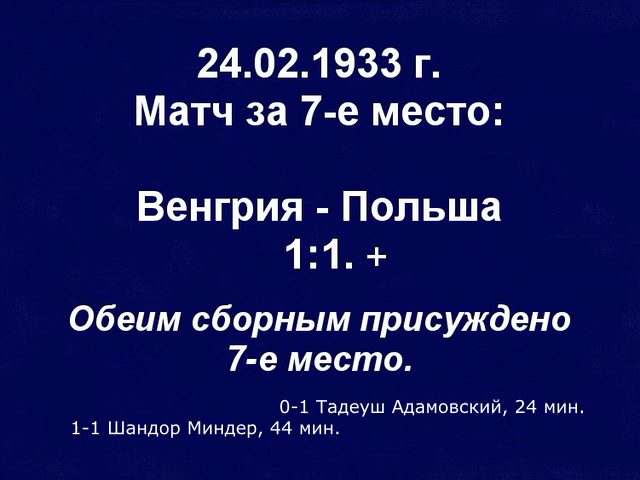 24.02.1933 г.
Матч за 7-е место:
Венгрия - Польша
1:1. +
Обеим сборным присуждено
7-е место.
0-1 Тадеуш Адамовский, 24 мин.
1-1 Шандор Миндер, 44 мин.